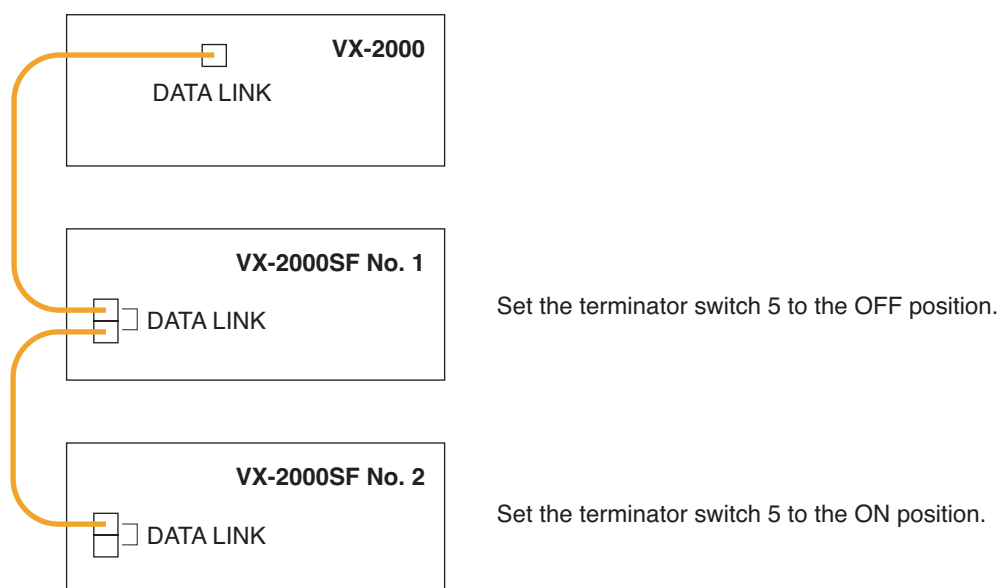 VX-2000
DATA LINK
VX-2000SF No. 1
DATA LINK
Set the terminator switch 5 to the OFF position.
VX-2000SF No. 2
DATA LINK
Set the terminator switch 5 to the ON position.